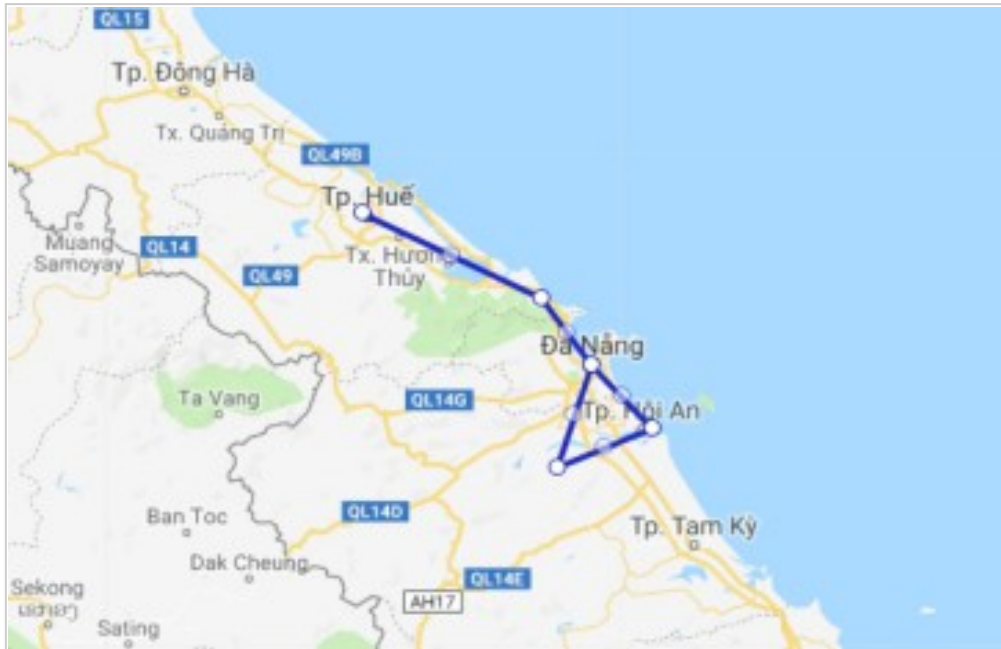 QL15
Tp. Đông Hà
Tx. Quảng Trị
QL49B
Tp. Huế
Muang
Samoyay
QL14
Tx. Hương
Thủy
QL49
Đà Nẵng
Ta Vang
QL14G
Tp. Hội An
QL14D
Ban Toc
Tp. Tam Kỳ
Dak Cheung
QL14E
AH17
Sekong
Sating